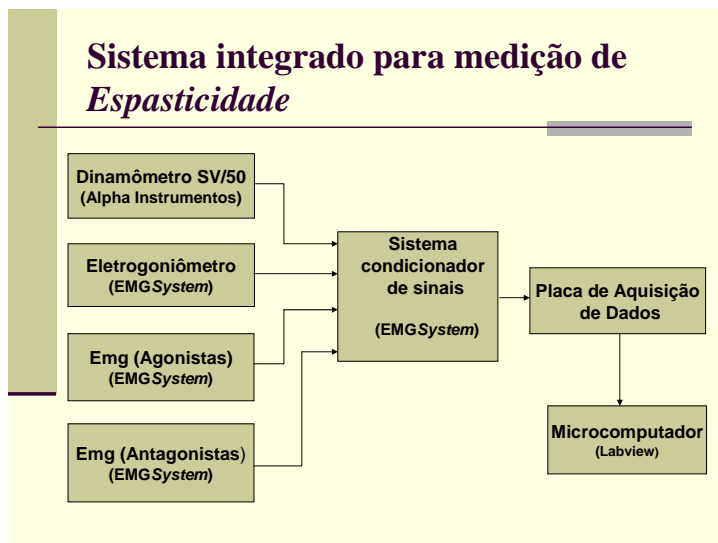 Sistema integrado para medição de
Espasticidade
Dinamômetro SV/50
(Alpha Instrumentos)
Eletrogoniômetro
(EMGSystem)
Emg (Agonistas)
(EMGSystem)
Emg (Antagonistas)
(EMGSystem)
Sistema
condicionador
de sinais
(EMGSystem)
Placa de Aquisição
de Dados
Microcomputador
(Labview)